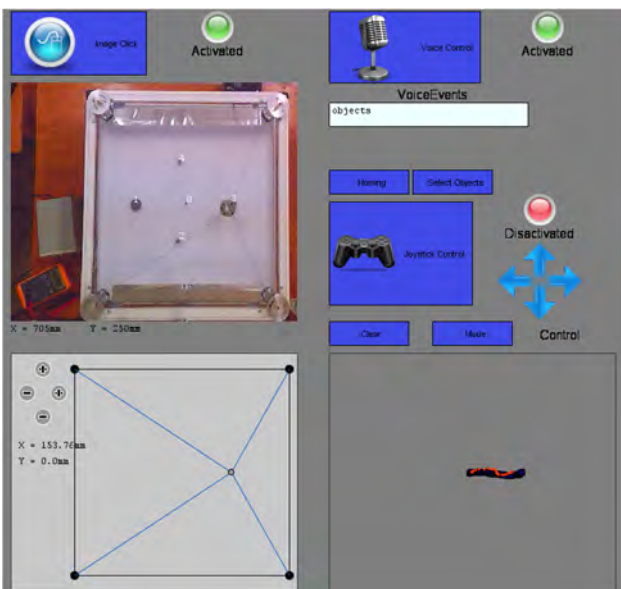 Image Click
Activated
Voice Control
Activated
VoiceEvents
objects
Homing
Select Objects
Disactivated
Joystick Control
X = 705mm
Y = 250mm
Clear
Mode
Control
X = 153.76mm
Y = 0.0mm